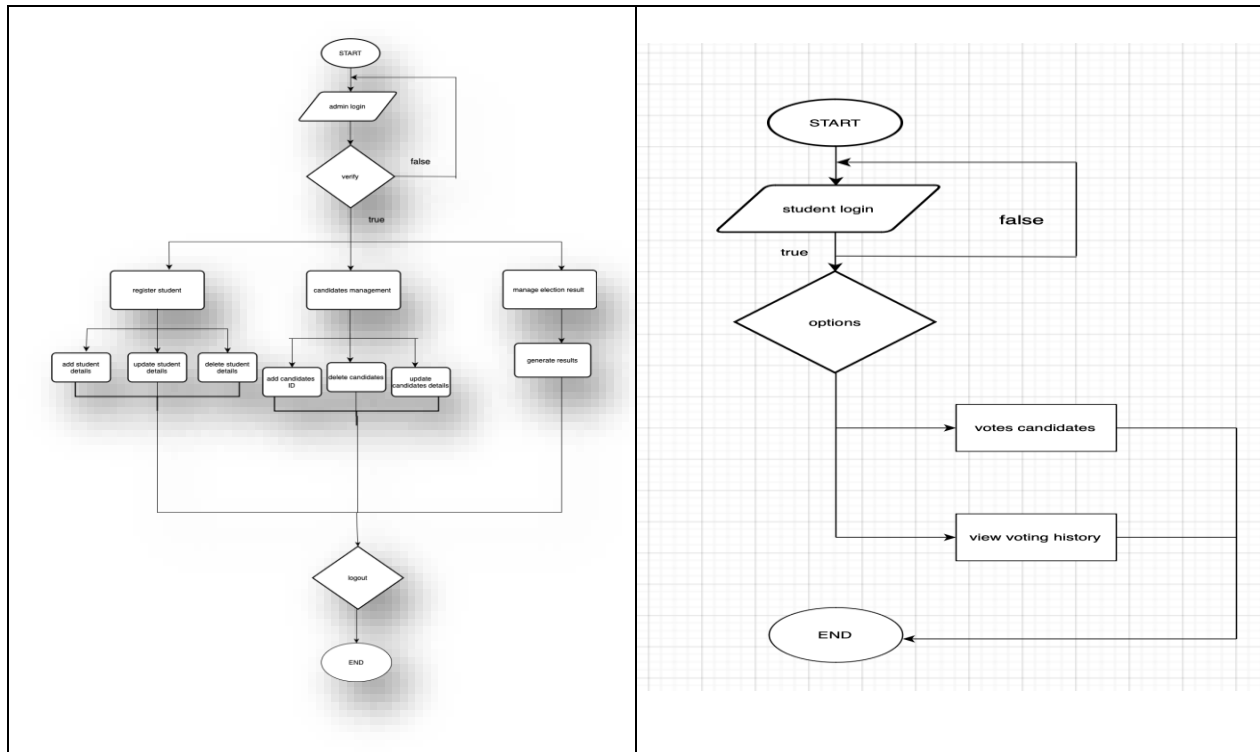 START
admin login
verify
false
true
register student
candidates management
manage election result
add student
details
update student
details
delete student
details
add candidates
ID
delete candidates
update
candidates details
generate results
logout
END
START
student login
false
true
options
votes candidates
view voting history
END